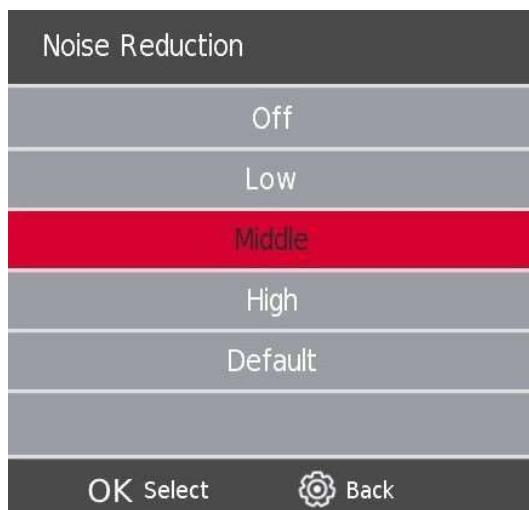 Noise Reduction
Off
Low
Middle
High
Default
OK Select Back